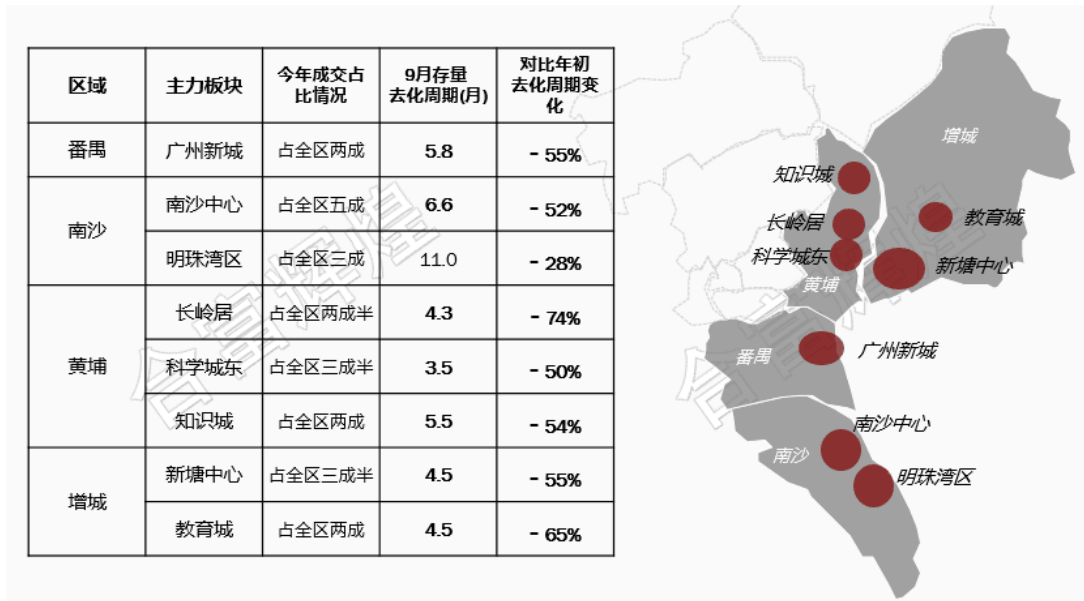 区域 主力板块 今年成交占比情况 9月存量去化周期(月) 对比年初去化周期变化
番禺 广州新城 占全区两成 5.8 - 55%
南沙 南沙中心 占全区五成 6.6 - 52%
明珠湾区 占全区三成 11.0 - 28%
黄埔 长岭居 占全区两成半 4.3 - 74%
科学城东 占全区三成半 3.5 - 50%
知识城 占全区两成 5.5 - 54%
增城 新塘中心 占全区三成半 4.5 - 55%
教育城 占全区两成 4.5 - 65%
增城
知识城
长岭居
教育城
科学城东
新塘中心
黄埔
番禺
广州新城
南沙中心
南沙
明珠湾区
合富辉煌
合富辉煌